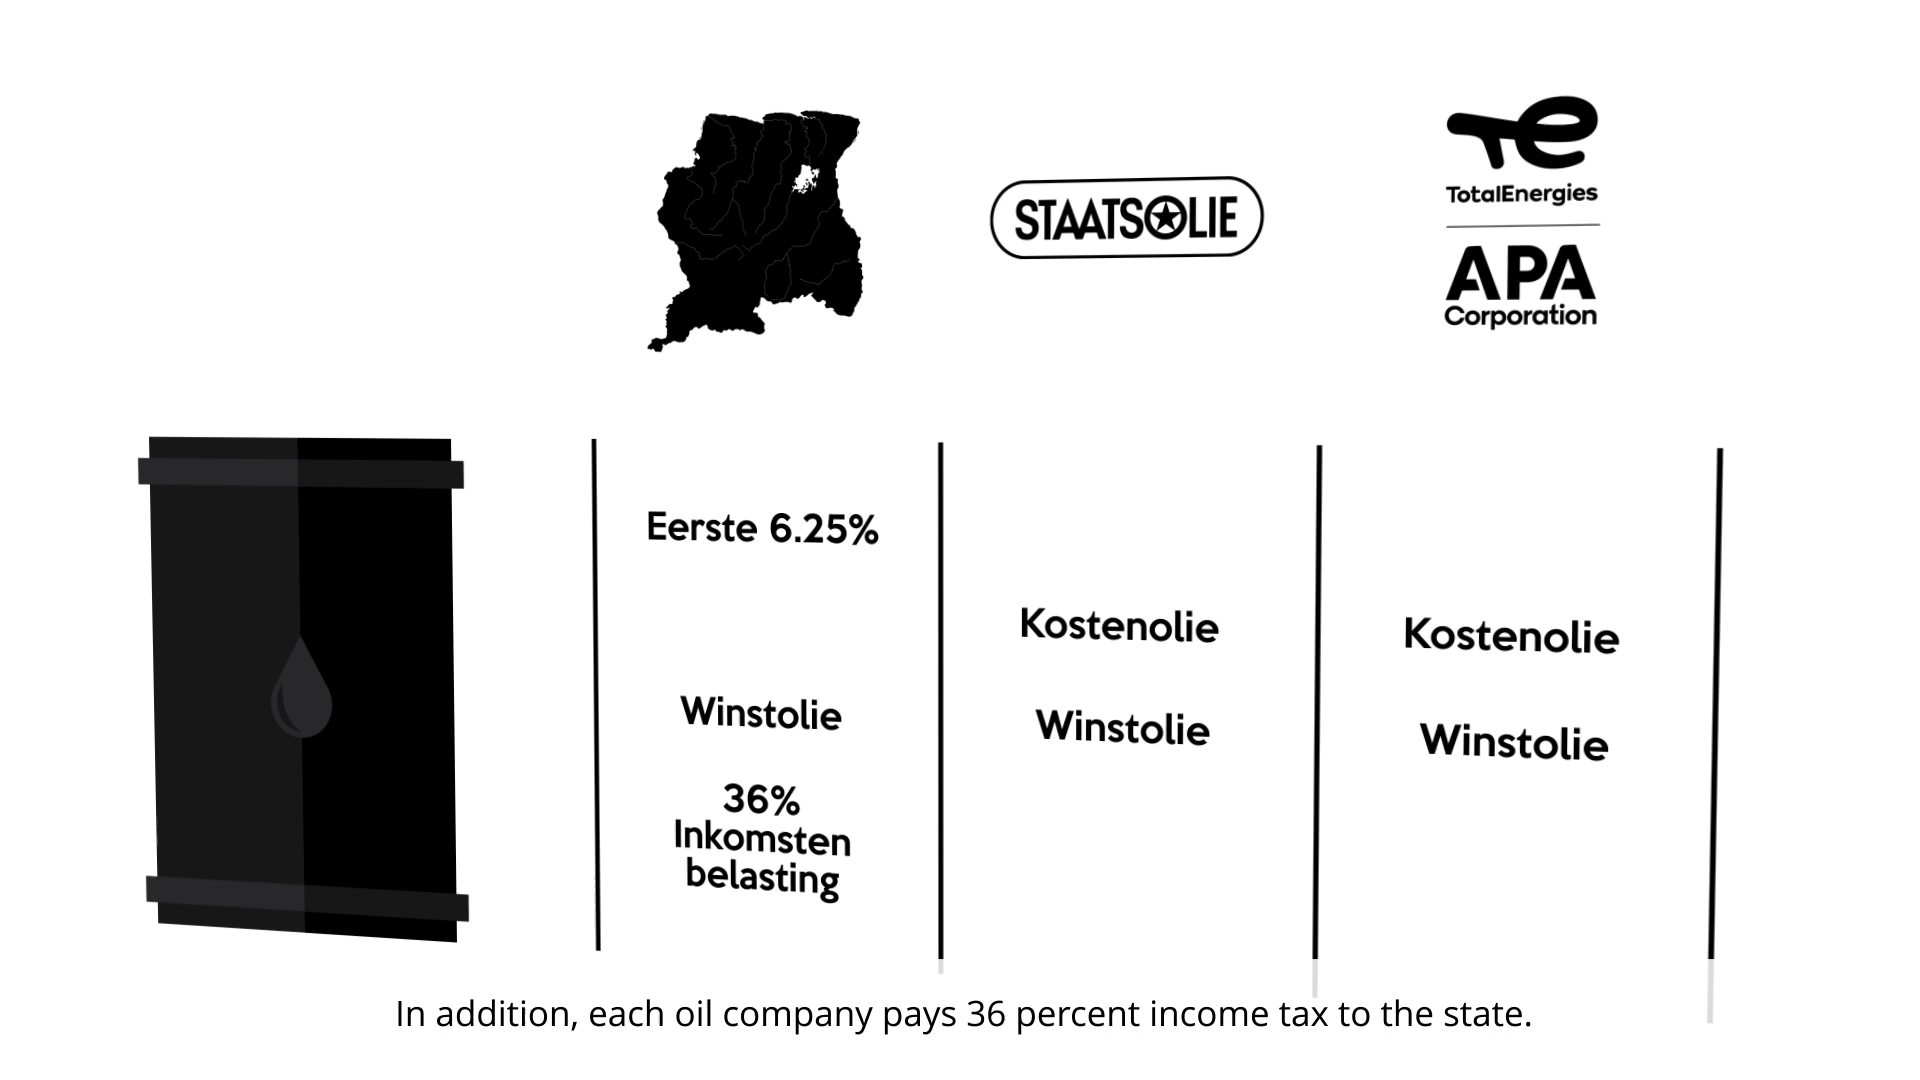 STAATSOLIE
TotalEnergies
APA
Corporation
Eerste 6.25%
Kostenolie
Kostenolie
Winstolie
Winstolie
Winstolie
36%
Inkomsten
belasting
In addition, each oil company pays 36 percent income tax to the state.